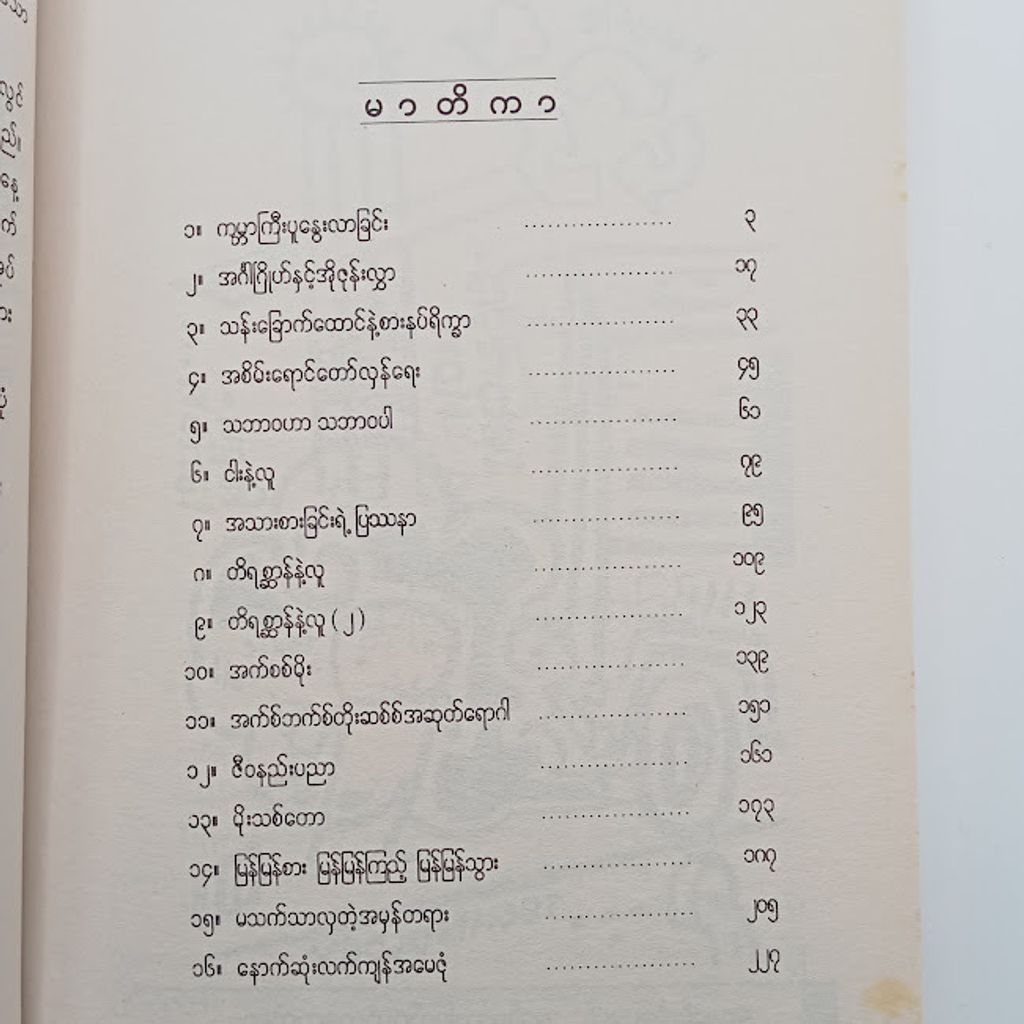 မာတိကာ
၁။ ကမ္ဘာကြီးပူနွေးလာခြင်း ................... ၃
၂။ အင်္ဂါဂြိုဟ်နှင့်အိုဇုန်းလွှာ ................... ၁၇
၃။ သန်းခြောက်ထောင်နဲ့စားနပ်ရိက္ခာ ................... ၃၃
၄။ အစိမ်းရောင်တော်လှန်ရေး ................... ၄၅
၅။ သဘာဝဟာ သဘာဝပါ ................... ၆၁
၆။ ငါးနဲ့လူ ................... ၇၉
၇။ အသားစားခြင်းရဲ့ ပြဿနာ ................... ၉၅
၈။ တိရစ္ဆာန်နဲ့လူ ................... ၁၀၉
၉။ တိရစ္ဆာန်နဲ့လူ ( ၂ ) ................... ၁၂၃
၁၀။ အက်စစ်မိုး ................... ၁၃၉
၁၁။ အက်စ်ဘက်စ်တိုးဆစ်စ်အဆုတ်ရောဂါ ................... ၁၅၁
၁၂။ ဇီဝနည်းပညာ ................... ၁၆၁
၁၃။ မိုးသစ်တော ................... ၁၇၃
၁၄။ မြန်မြန်စား မြန်မြန်ကြည့် မြန်မြန်သွား ................... ၁၈၇
၁၅။ မသက်သာလှတဲ့အမှန်တရား ................... ၂၀၅
၁၆။ နောက်ဆုံးလက်ကျန်အမေဇုံ ................... ၂၂၇